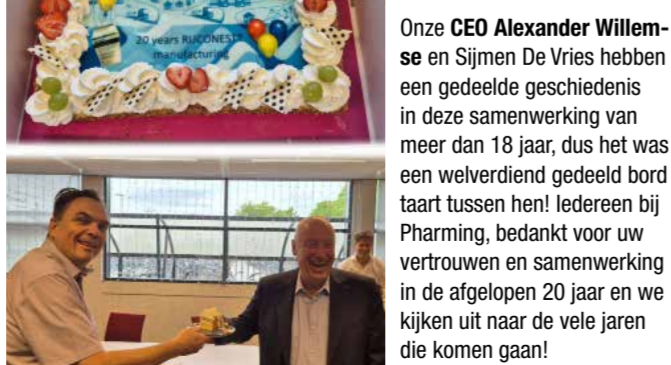 20 years RUCONEST®
manufacturing
Onze CEO Alexander Willem-
se en Sijmen De Vries hebben
een gedeelde geschiedenis
in deze samenwerking van
meer dan 18 jaar, dus het was
een welverdiend gedeeld bord
taart tussen hen! Iedereen bij
Pharming, bedankt voor uw
vertrouwen en samenwerking
in de afgelopen 20 jaar en we
kijken uit naar de vele jaren
die komen gaan!